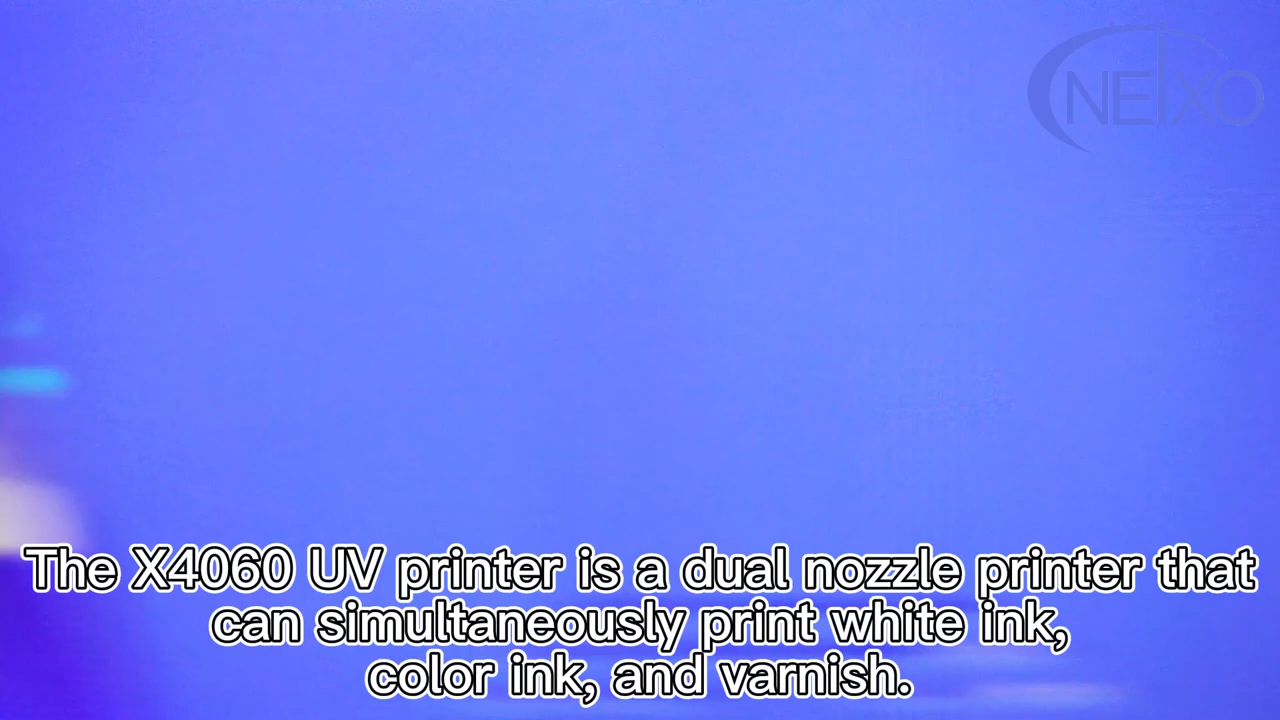 NEIXO
The X4060 UV printer is a dual nozzle printer that
can simultaneously print white ink,
color ink, and varnish.